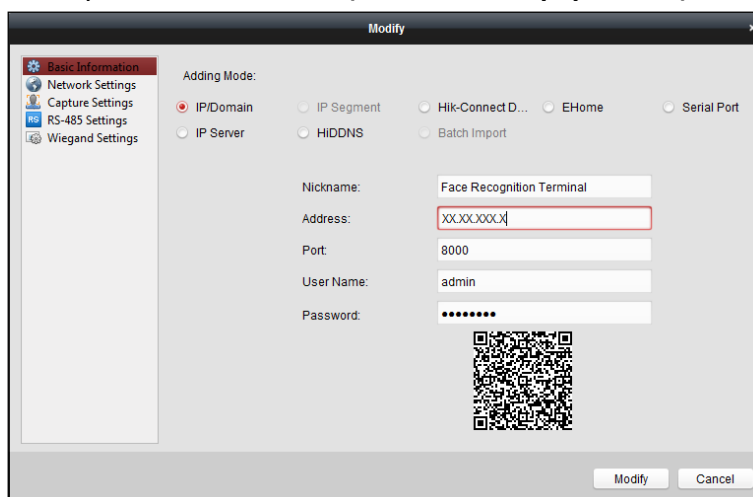 Modify
Basic Information
Network Settings
Capture Settings
RS RS-485 Settings
Wiegand Settings
Adding Mode:
IP/Domain IP Segment Hik-Connect D... EHome Serial Port
IP Server HiDDNS Batch Import
Nickname: Face Recognition Terminal
Address: XX.XX.XXX.X
Port: 8000
User Name: admin
Password: ●●●●●●●●
Modify Cancel